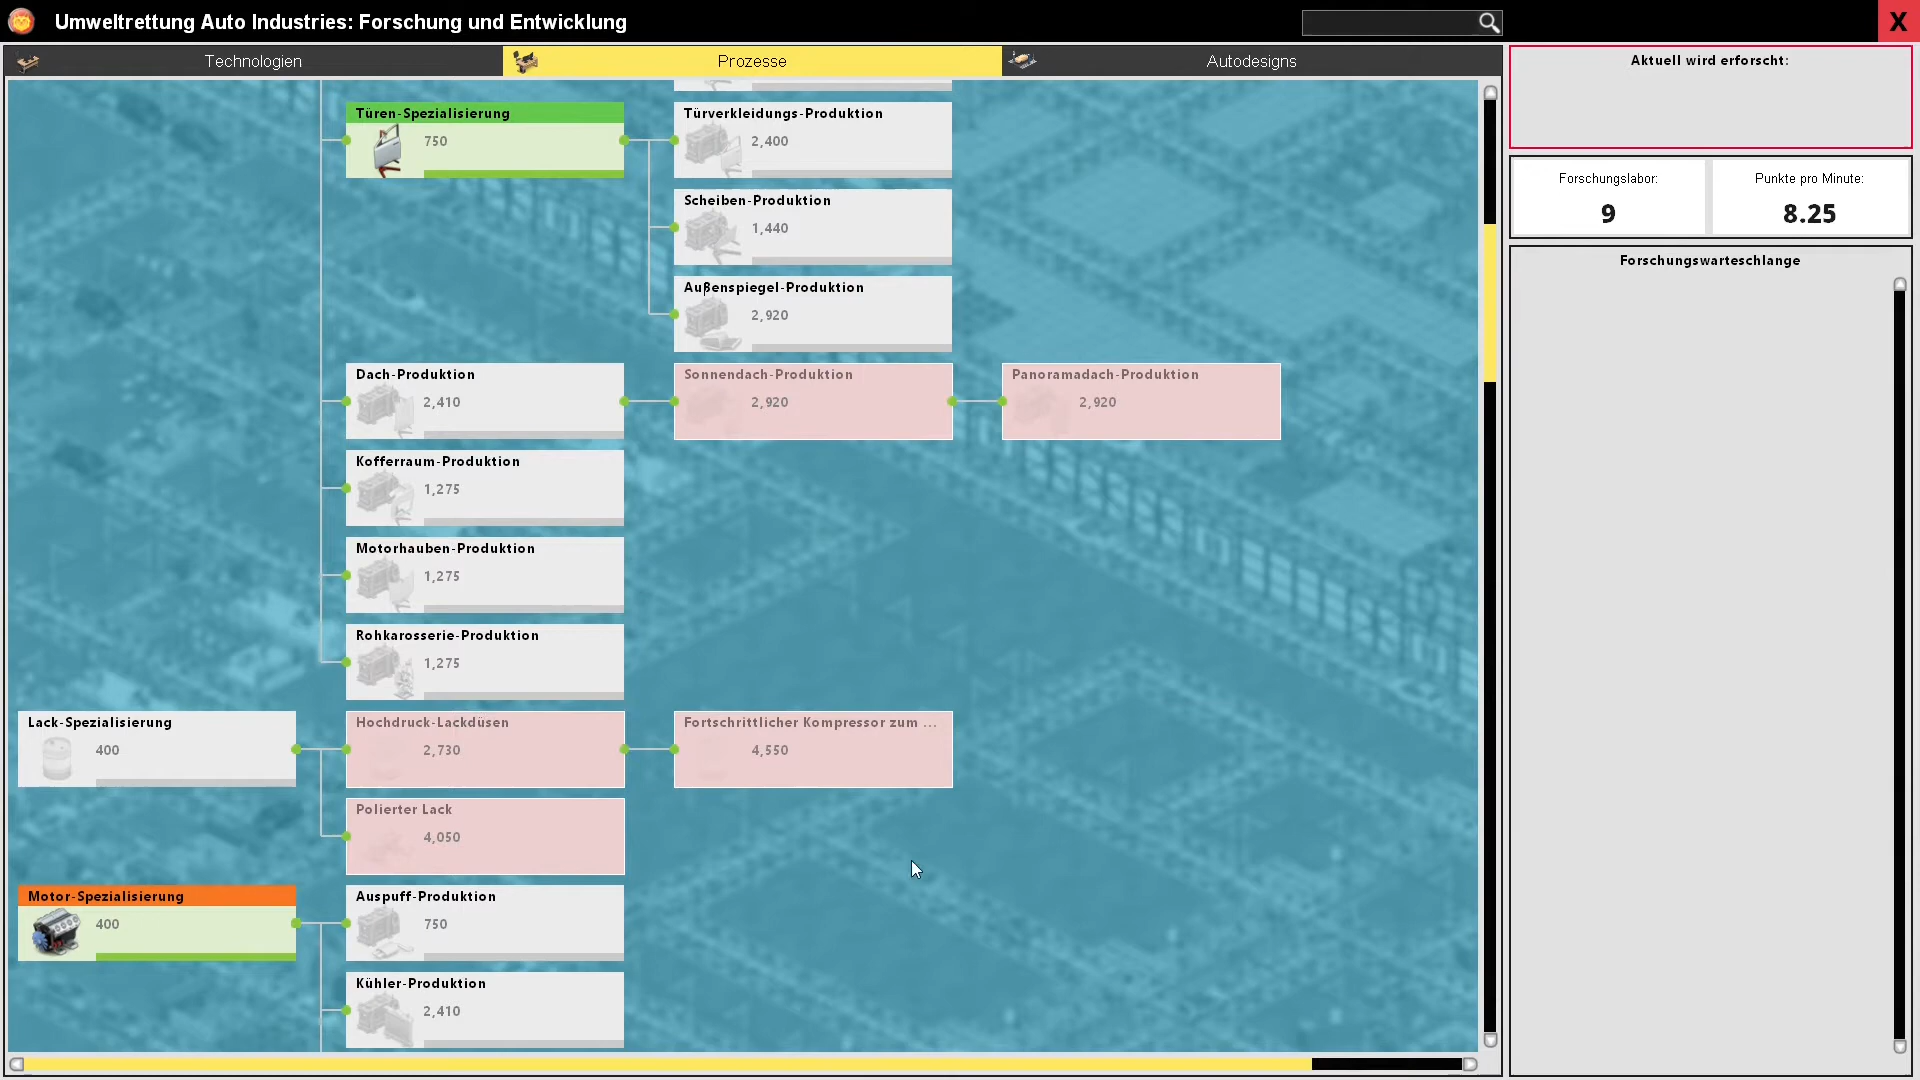 Umweltrettung Auto Industries: Forschung und Entwicklung
X
Technologien
Prozesse
Autodesigns
Aktuell wird erforscht:
Forschungslabor:
9
Punkte pro Minute:
8.25
Forschungswarteschlange
Türen-Spezialisierung
750
Türverkleidungs-Produktion
2,400
Scheiben-Produktion
1,440
Außenspiegel-Produktion
2,920
Dach-Produktion
2,410
Sonnendach-Produktion
2,920
Panoramadach-Produktion
2,920
Kofferraum-Produktion
1,275
Motorhauben-Produktion
1,275
Rohkarosserie-Produktion
1,275
Lack-Spezialisierung
400
Hochdruck-Lackdüsen
2,730
Fortschrittlicher Kompressor zum ...
4,550
Polierter Lack
4,050
Motor-Spezialisierung
400
Auspuff-Produktion
750
Kühler-Produktion
2,410